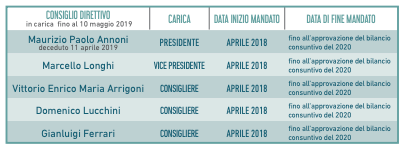 CONSIGLIO DIRETTIVO CARICA DATA INIZIO MANDATO DATA DI FINE MANDATO
in carica fino al 10 maggio 2019
Maurizio Paolo Annoni PRESIDENTE APRILE 2018 fino all'approvazione del bilancio
deceduto 11 aprile 2019 consuntivo del 2020
Marcello Longhi VICE PRESIDENTE APRILE 2018 fino all'approvazione del bilancio
consuntivo del 2020
Vittorio Enrico Maria Arrigoni CONSIGLIERE APRILE 2018 fino all'approvazione del bilancio
consuntivo del 2020
Domenico Lucchini CONSIGLIERE APRILE 2018 fino all'approvazione del bilancio
consuntivo del 2020
Gianluigi Ferrari CONSIGLIERE APRILE 2018 fino all'approvazione del bilancio
consuntivo del 2020